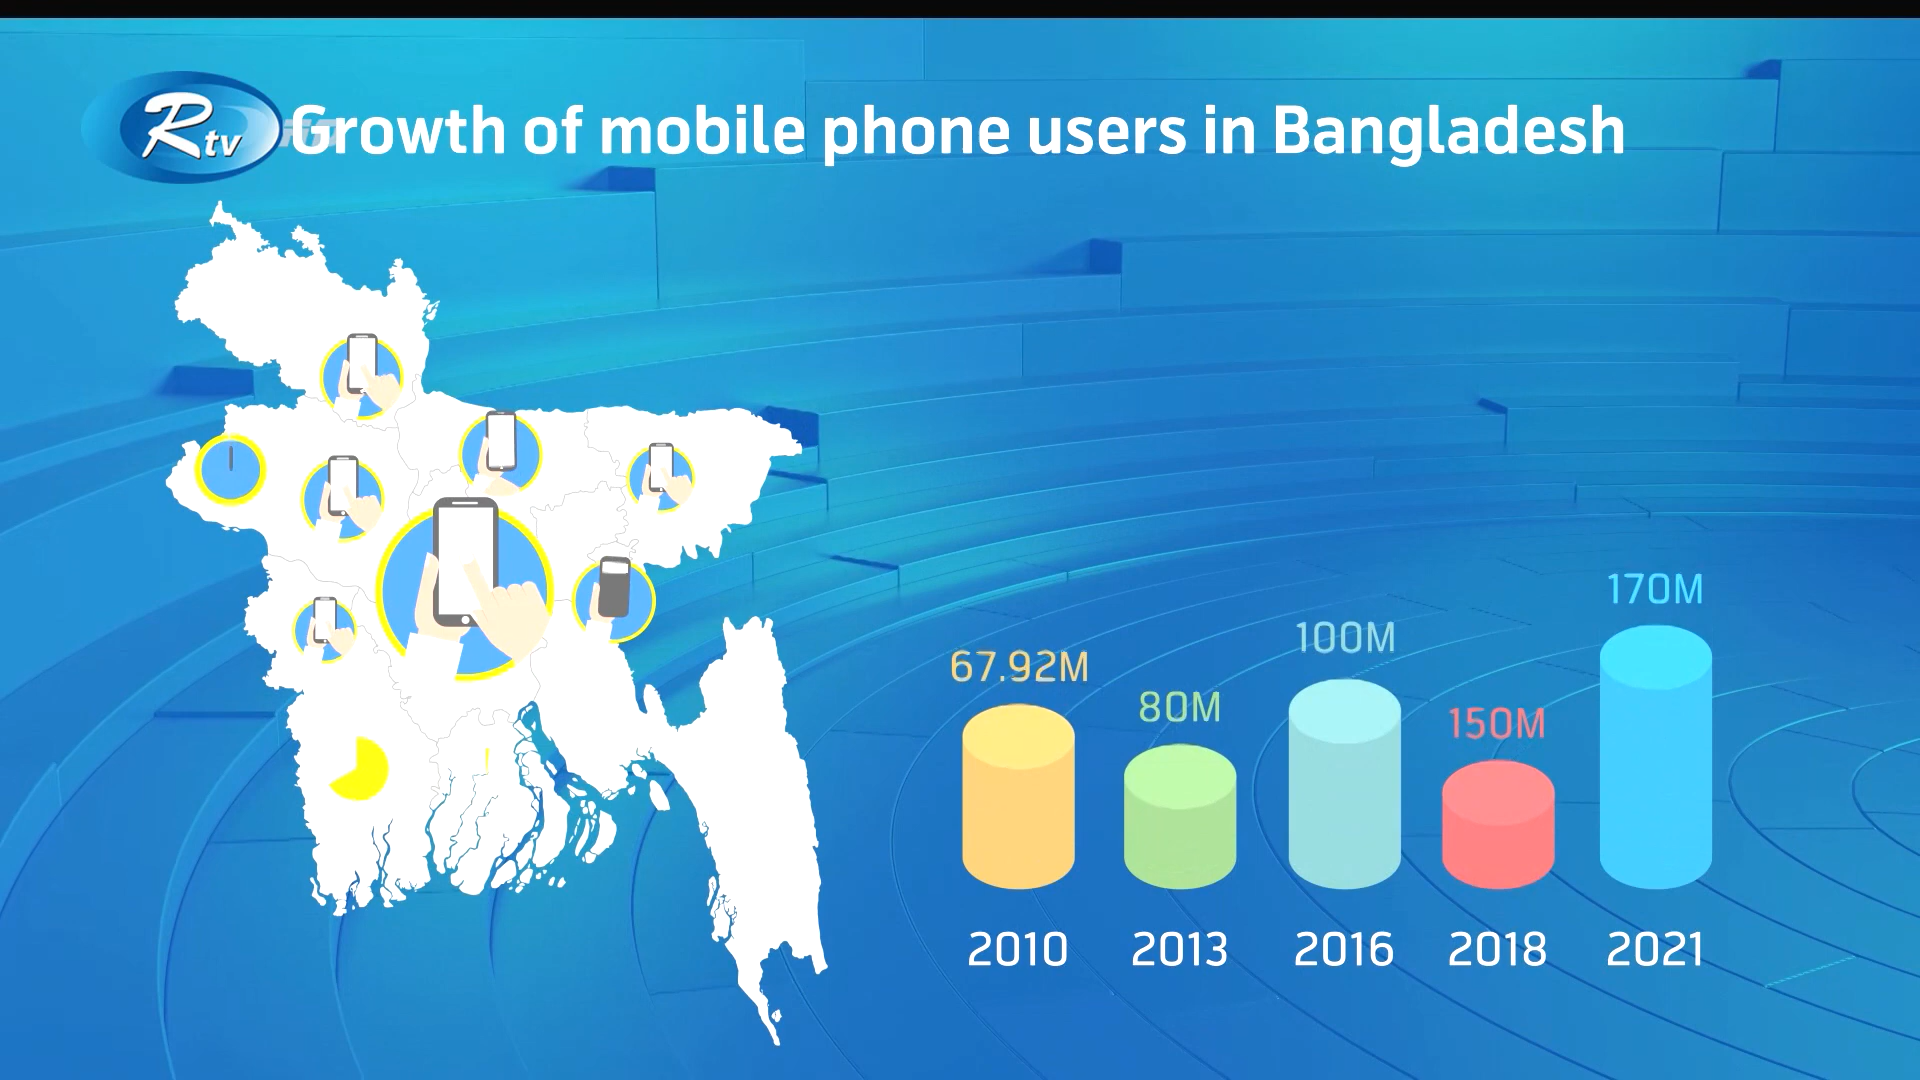 Rtv
Growth of mobile phone users in Bangladesh
67.92M
80M
100M
150M
170M
2010
2013
2016
2018
2021